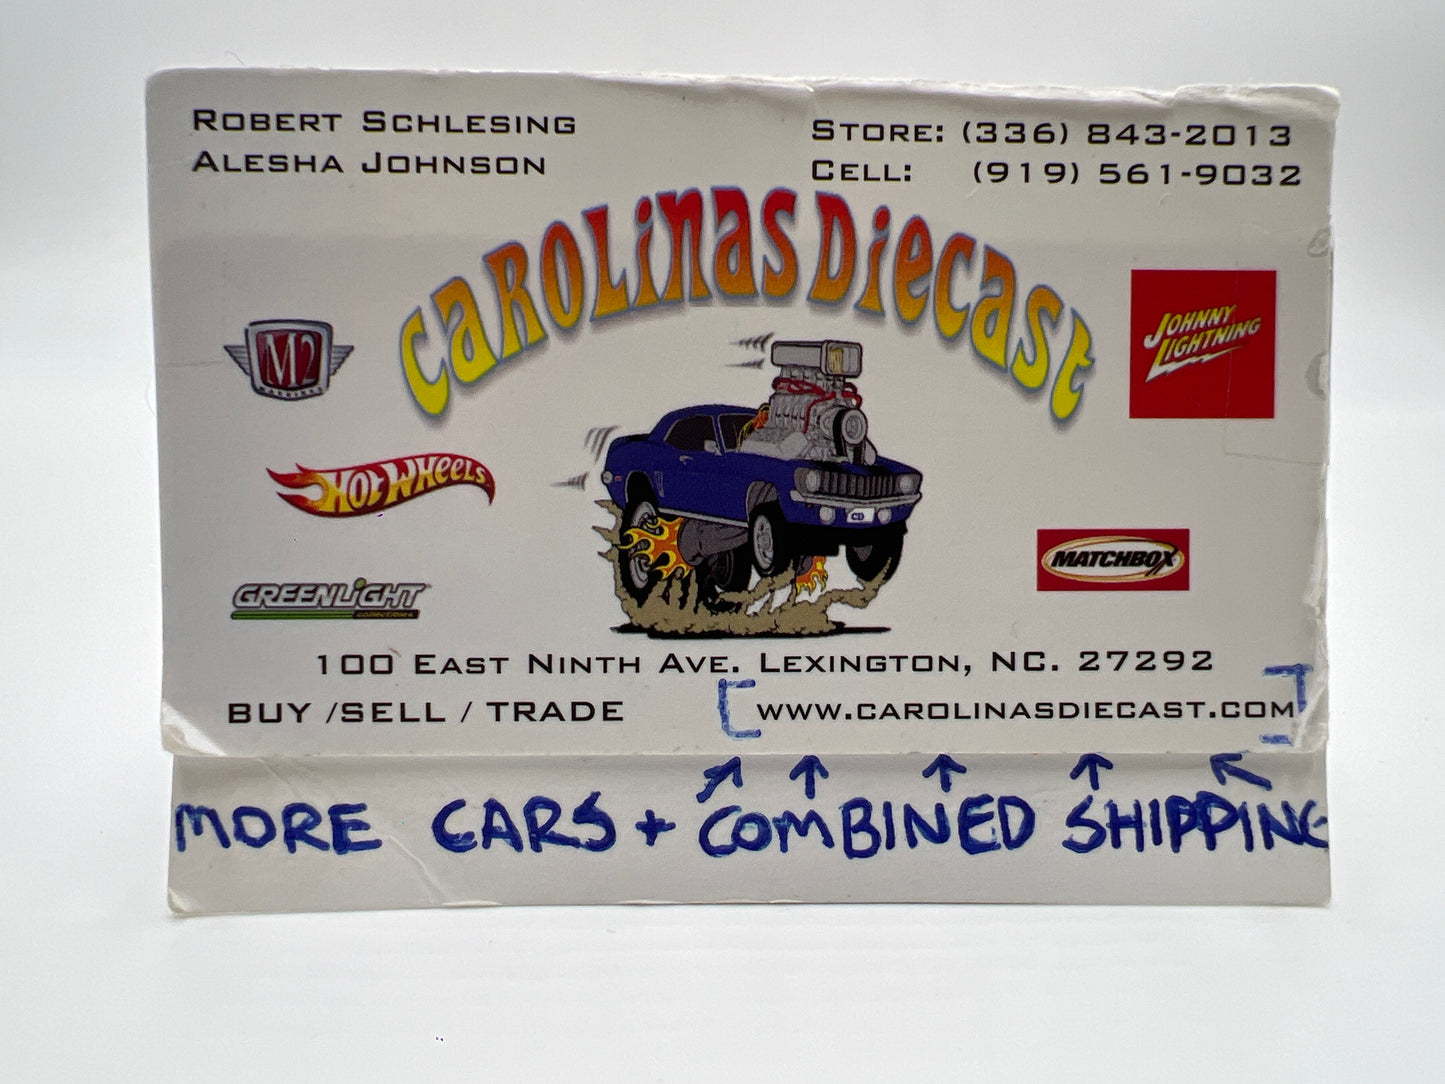 ROBERT SCHLESING
ALESHA JOHNSON
STORE: (336) 843-2013
CELL: (919) 561-9032
CAROLINAS DIECAST
M2
MACHINES
JOHNNY
LIGHTNING
HOT WHEELS
MATCHBOX
GREENLIGHT
CD
100 EAST NINTH AVE. LEXINGTON, NC. 27292
BUY /SELL / TRADE
WWW.CAROLINASDIECAST.COM
MORE CARS + COMBINED SHIPPING